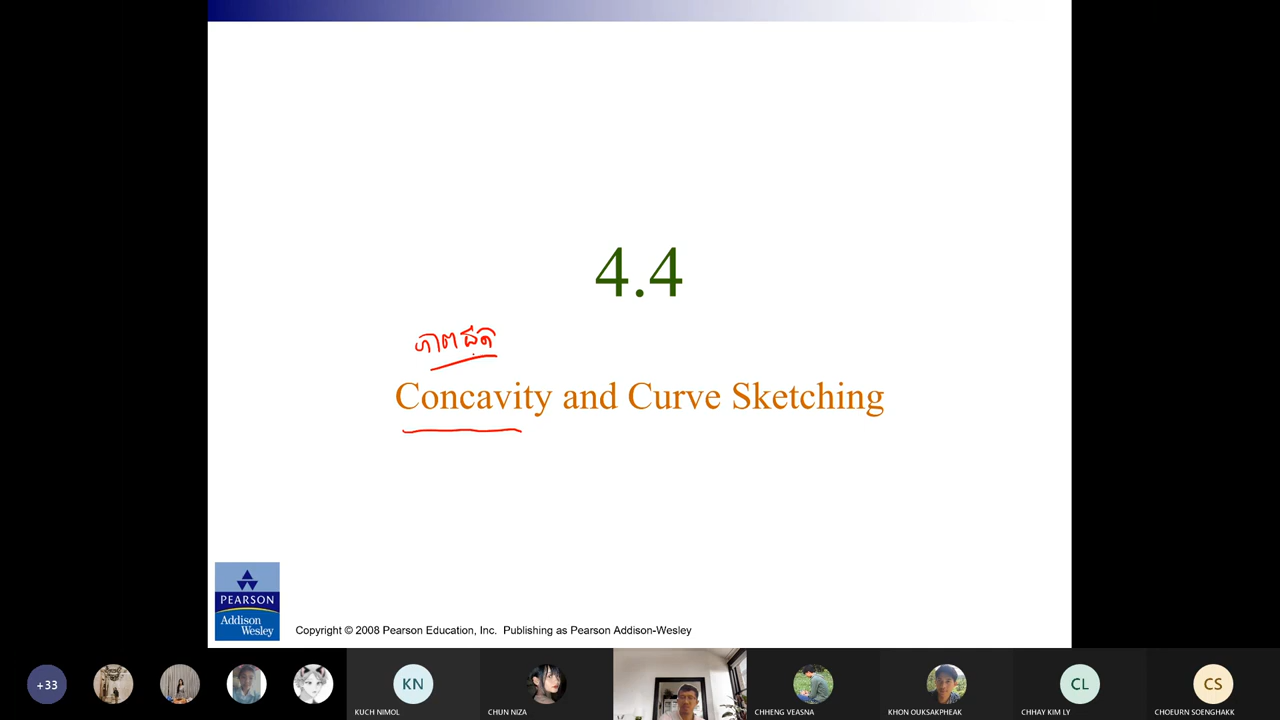 4.4
ភាពផត
Concavity and Curve Sketching
PEARSON
Addison
Wesley
Copyright © 2008 Pearson Education, Inc. Publishing as Pearson Addison-Wesley
+33
KN
CL
CS
KUCH NIMOL
CHUN NIZA
CHHENG VEASNA
KHON OUKSAKPHEAK
CHHAY KIM LY
CHOEURN SOENGHAKK